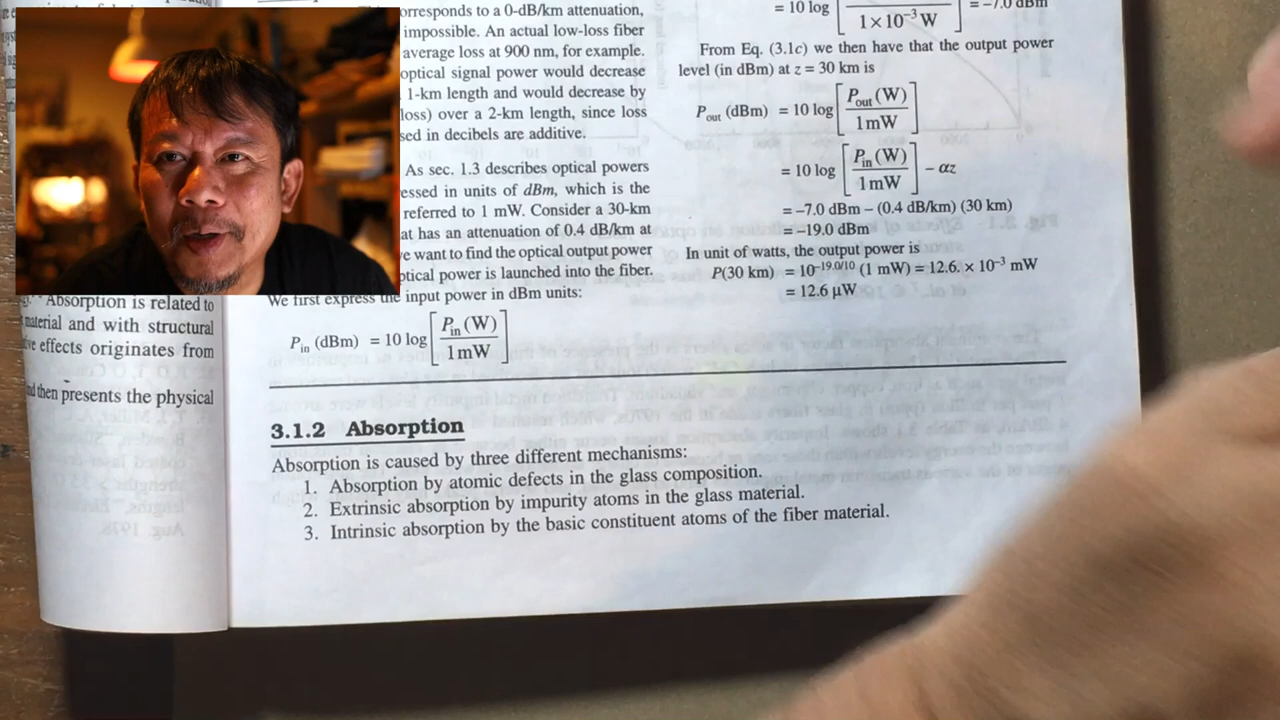 Absorption is related to
material and with structural
effects originates from
then presents the physical
orresponds to a 0-dB/km attenuation,
impossible. An actual low-loss fiber
average loss at 900 nm, for example.
optical signal power would decrease
1-km length and would decrease by
loss) over a 2-km length, since loss
sed in decibels are additive.
As sec. 1.3 describes optical powers
essed in units of dBm, which is the
referred to 1 mW. Consider a 30-km
at has an attenuation of 0.4 dB/km at
e want to find the optical output power
ptical power is launched into the fiber.
We first express the input power in dBm units:
P_in (dBm) = 10 log [P_in (W) / 1mW]
= 10 log [ / 1 × 10⁻³ W] = −7.0 dBm
From Eq. (3.1c) we then have that the output power
level (in dBm) at z = 30 km is
P_out (dBm) = 10 log [P_out (W) / 1mW]
= 10 log [P_in (W) / 1mW] − αz
= −7.0 dBm − (0.4 dB/km) (30 km)
= −19.0 dBm
In unit of watts, the output power is
P(30 km) = 10^−19.0/10 (1 mW) = 12.6. × 10⁻³ mW
= 12.6 μW
3.1.2 Absorption
Absorption is caused by three different mechanisms:
1. Absorption by atomic defects in the glass composition.
2. Extrinsic absorption by impurity atoms in the glass material.
3. Intrinsic absorption by the basic constituent atoms of the fiber material.